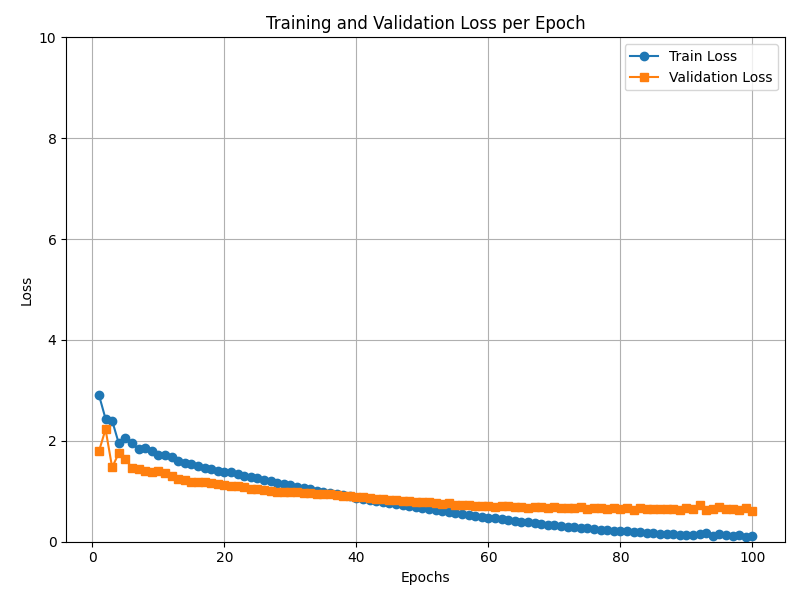 Training and Validation Loss per Epoch
10
8
6
4
2
0
Loss
Train Loss
Validation Loss
0 20 40 60 80 100
Epochs